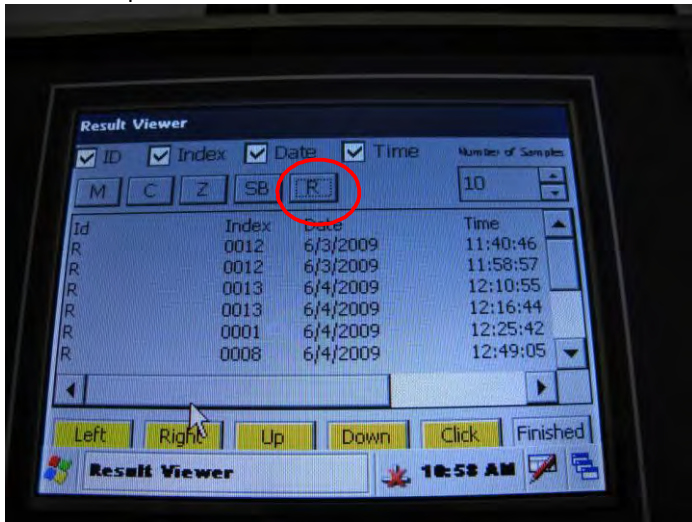 Result Viewer
ID Index Date Time Number of Samples
M C Z SB R 10
Id Index Date Time
R 0012 6/3/2009 11:40:46
R 0012 6/3/2009 11:58:57
R 0013 6/4/2009 12:10:55
R 0013 6/4/2009 12:16:44
R 0001 6/4/2009 12:25:42
R 0008 6/4/2009 12:49:05
Left Right Up Down Click Finished
Result Viewer 10:58 AM